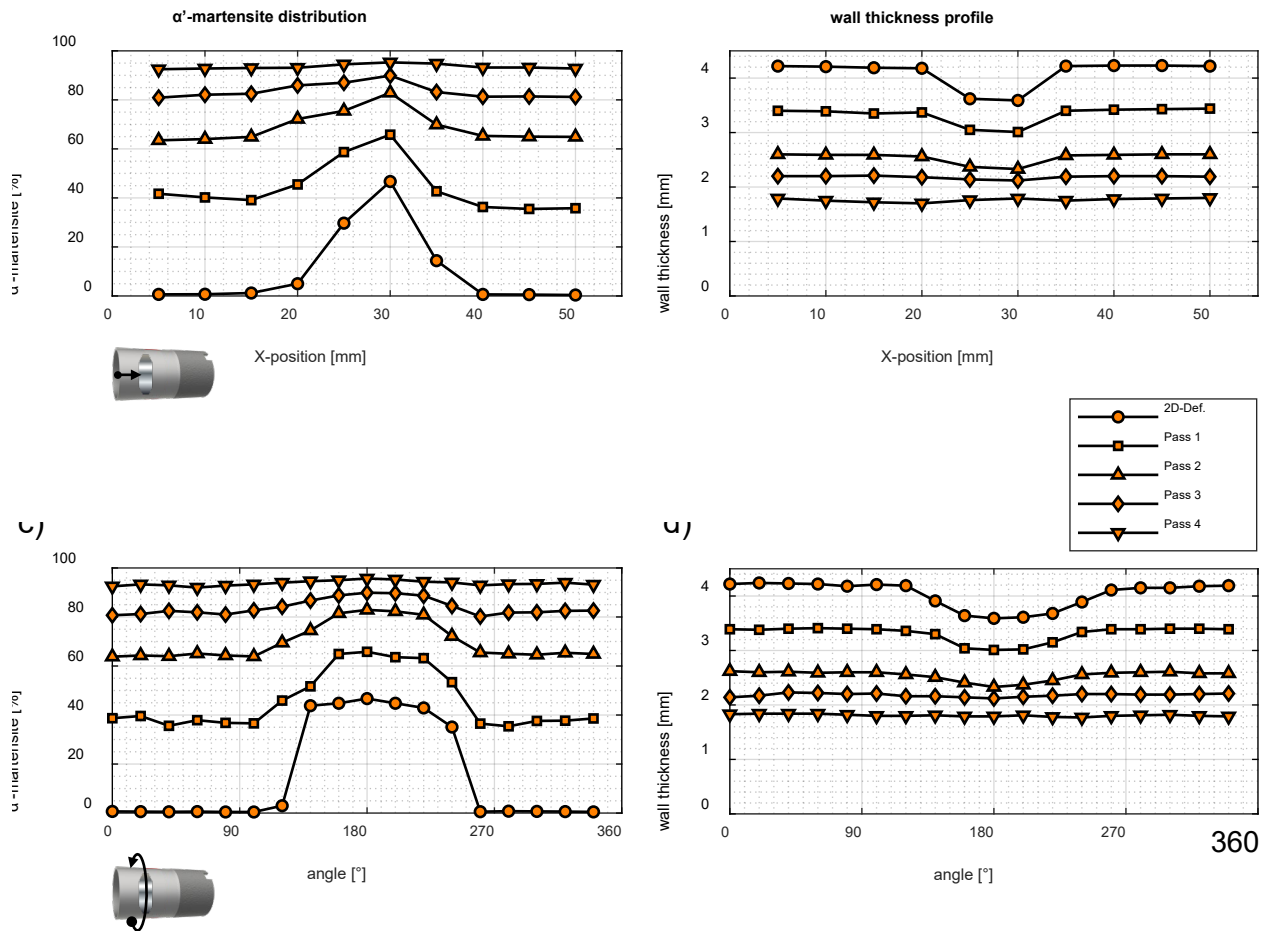 α’-martensite distribution
wall thickness profile
100
80
60
40
20
0
0 10 20 30 40 50
X-position [mm]
wall thickness [mm]
4
3
2
1
0
0 10 20 30 40 50
X-position [mm]
2D-Def.
Pass 1
Pass 2
Pass 3
Pass 4
c)
d)
100
80
60
40
20
0
0 90 180 270 360
angle [°]
wall thickness [mm]
4
3
2
1
0
0 90 180 270 360
angle [°]